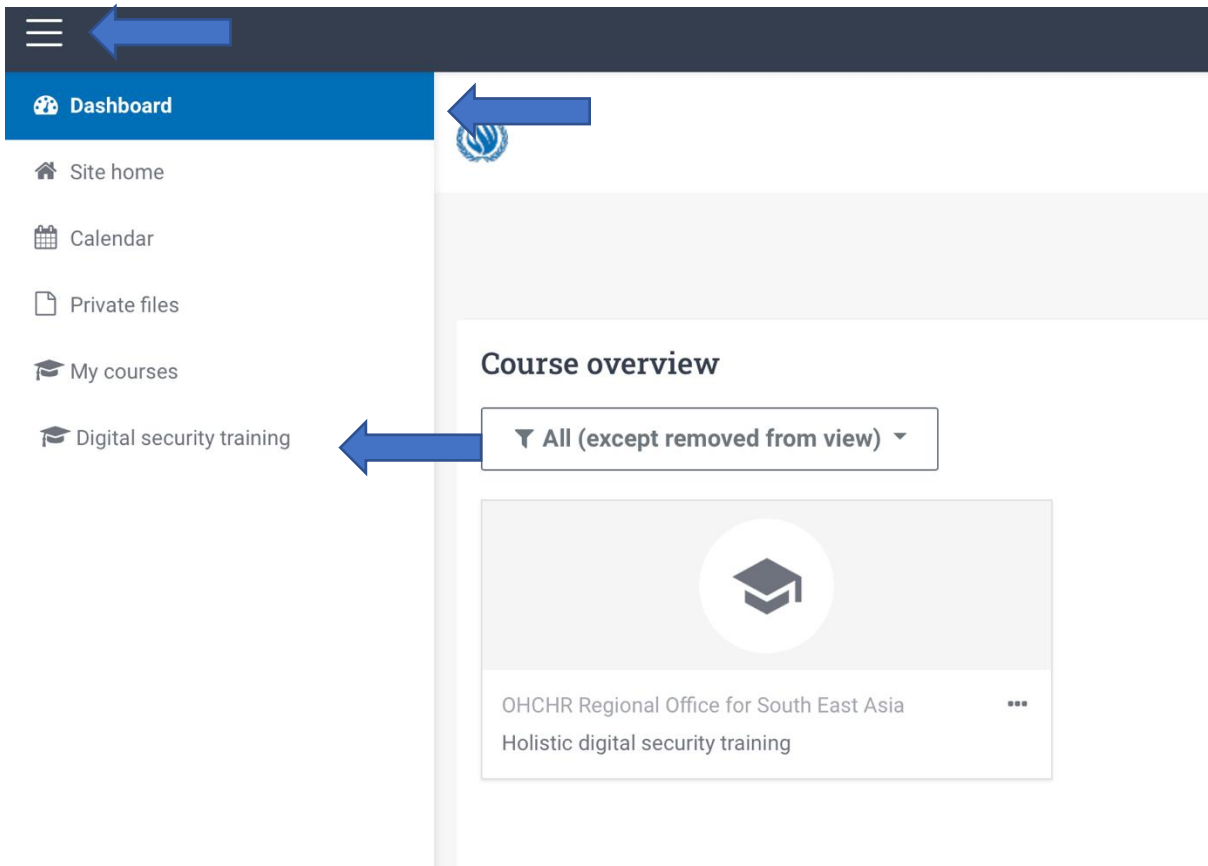 Dashboard
Site home
Calendar
Private files
My courses
Digital security training
Course overview
All (except removed from view)
OHCHR Regional Office for South East Asia
Holistic digital security training